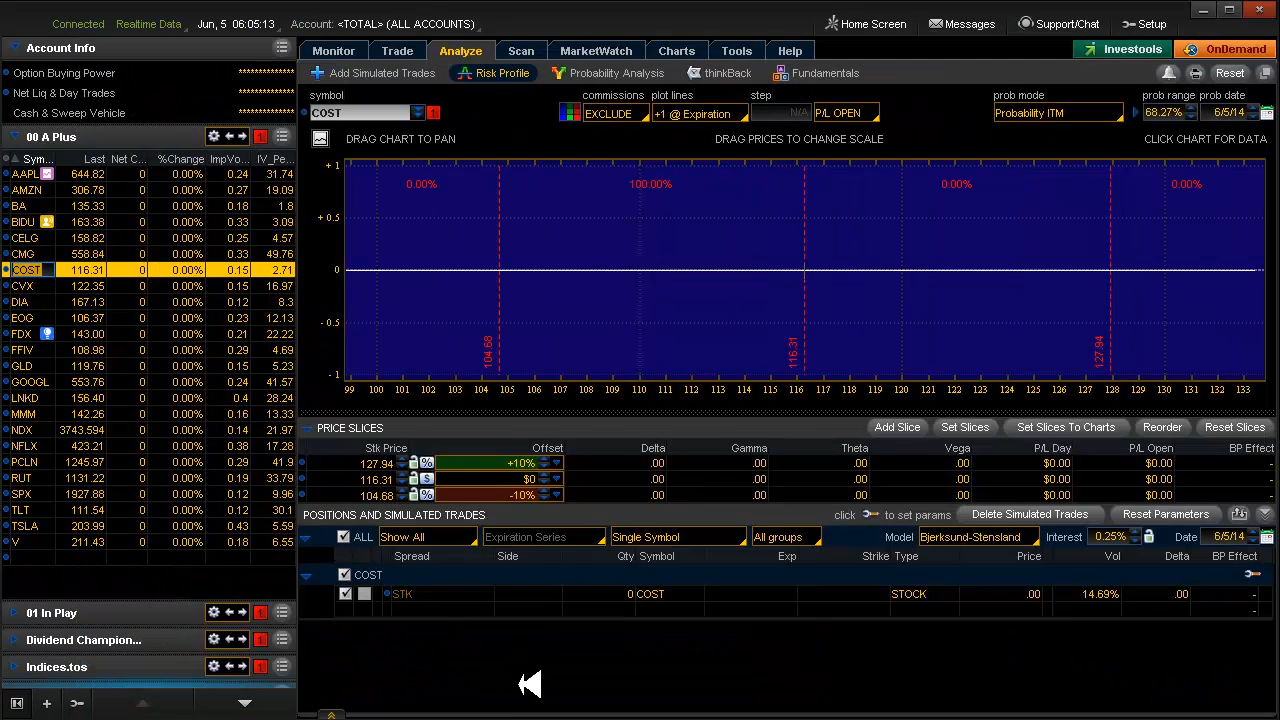 Connected Realtime Data Jun, 5 06:05:13 Account: <TOTAL> (ALL ACCOUNTS) Home Screen Messages Support/Chat Setup
Account Info
Option Buying Power **************
Net Liq & Day Trades **************
Cash & Sweep Vehicle **************
00 A Plus 1
Sym... Last Net C... %Change ImpVo... IV_Pe...
AAPL 644.82 0 0.00% 0.24 31.74
AMZN 306.78 0 0.00% 0.27 19.09
BA 135.33 0 0.00% 0.18 1.8
BIDU 163.38 0 0.00% 0.33 3.09
CELG 158.82 0 0.00% 0.25 4.57
CMG 558.84 0 0.00% 0.33 49.76
COST 116.31 0 0.00% 0.15 2.71
CVX 122.35 0 0.00% 0.15 16.97
DIA 167.13 0 0.00% 0.12 8.3
EOG 106.37 0 0.00% 0.23 12.13
FDX 143.00 0 0.00% 0.21 22.22
FFIV 108.98 0 0.00% 0.29 4.69
GLD 119.76 0 0.00% 0.15 5.23
GOOGL 553.76 0 0.00% 0.24 41.57
LNKD 156.40 0 0.00% 0.4 28.24
MMM 142.26 0 0.00% 0.16 13.33
NDX 3743.594 0 0.00% 0.14 21.97
NFLX 423.21 0 0.00% 0.38 17.28
PCLN 1245.97 0 0.00% 0.29 41.9
RUT 1131.22 0 0.00% 0.19 33.79
SPX 1927.88 0 0.00% 0.12 9.96
TLT 111.54 0 0.00% 0.12 30.1
TSLA 203.99 0 0.00% 0.43 5.59
V 211.43 0 0.00% 0.18 6.55
01 In Play 1
Dividend Champion... 1
Indices.tos 1
Monitor Trade Analyze Scan MarketWatch Charts Tools Help Investools OnDemand
Add Simulated Trades Risk Profile Probability Analysis thinkBack Fundamentals Reset
symbol commissions plot lines step prob mode prob range prob date
COST 1 EXCLUDE +1 @ Expiration N/A P/L OPEN Probability ITM 68.27% 6/5/14
DRAG CHART TO PAN DRAG PRICES TO CHANGE SCALE CLICK CHART FOR DATA
+ 1
0.00% 100.00% 0.00% 0.00%
+ 0.5
0
- 0.5
104.68 116.31 127.94
- 1
99 100 102 103 104 105 106 107 108 109 110 111 112 113 114 115 116 117 118 119 120 121 122 123 124 125 126 127 128 129 130 132 133
PRICE SLICES Add Slice Set Slices Set Slices To Charts Reorder Reset Slices
Stk Price Offset Delta Gamma Theta Vega P/L Day P/L Open BP Effect
127.94 % +10% .00 .00 .00 .00 $0.00 $0.00 -
116.31 $ $0 .00 .00 .00 .00 $0.00 $0.00 -
104.68 % -10% .00 .00 .00 .00 $0.00 $0.00 -
POSITIONS AND SIMULATED TRADES click to set params Delete Simulated Trades Reset Parameters
ALL Show All Expiration Series Single Symbol All groups Model Bjerksund-Stensland Interest 0.25% Date 6/5/14
Spread Side Qty Symbol Exp Strike Type Price Vol Delta BP Effect
COST
STK 0 COST STOCK .00 14.69% .00 -
-